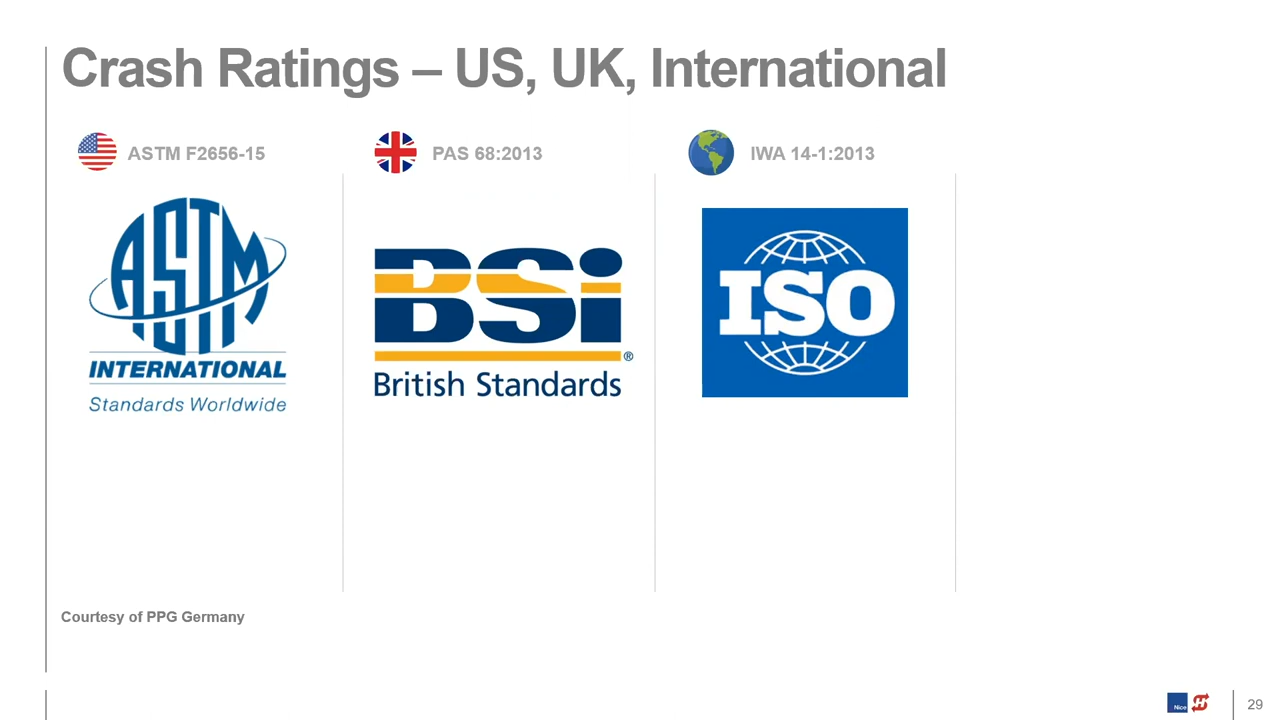 Crash Ratings – US, UK, International
ASTM F2656-15
PAS 68:2013
IWA 14-1:2013
ASTM
INTERNATIONAL
Standards Worldwide
BSi
®
British Standards
ISO
Courtesy of PPG Germany
Nice
H
29